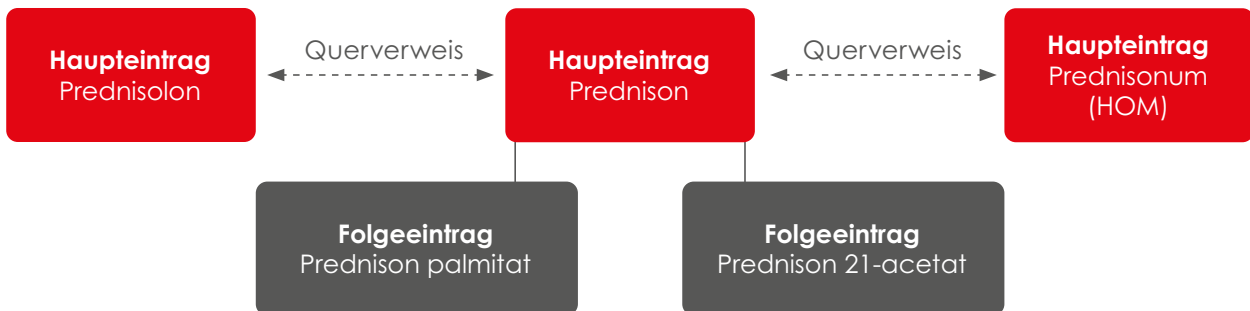 Haupteintrag
Prednisolon
Querverweis
Haupteintrag
Prednison
Querverweis
Haupteintrag
Prednisonum
(HOM)
Folgeeintrag
Prednison palmitat
Folgeeintrag
Prednison 21-acetat